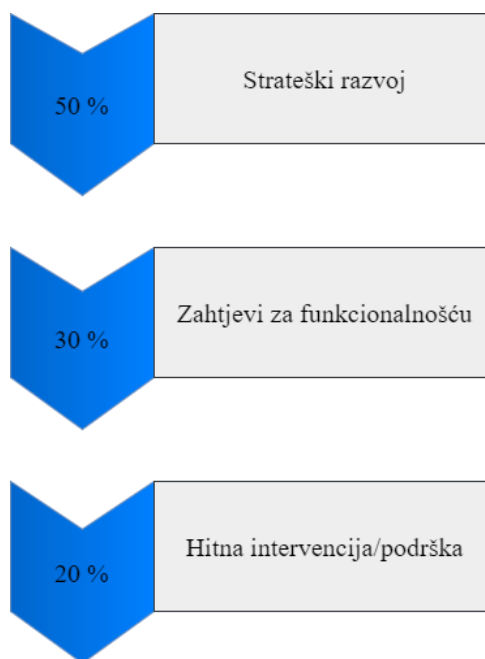 50 %
Strateški razvoj
30 %
Zahtjevi za funkcionalnošću
20 %
Hitna intervencija/podrška